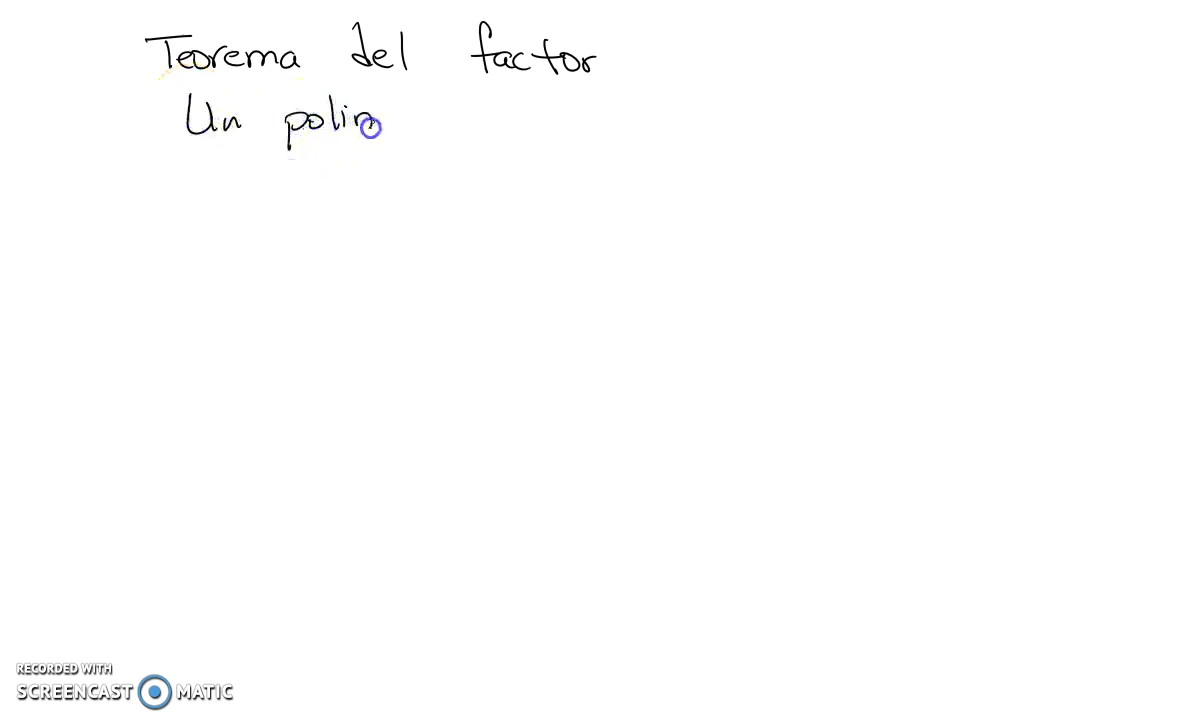 Teorema del factor
Un polin
RECORDED WITH
SCREENCAST MATIC